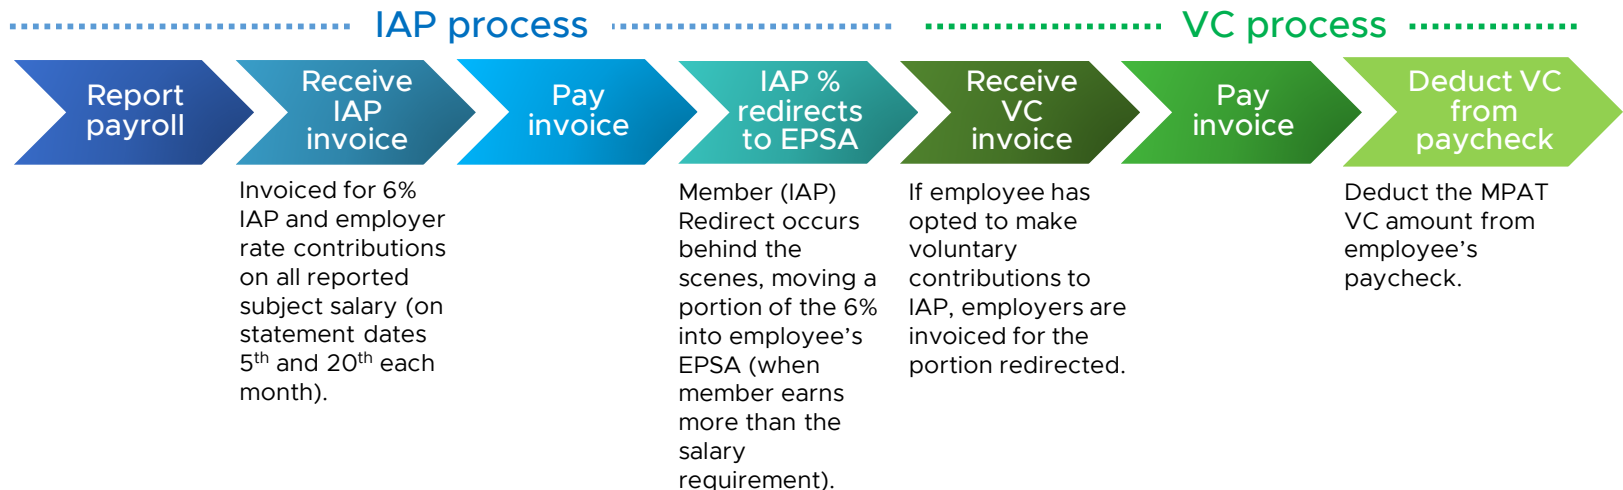 IAP process
VC process
Report
payroll
Receive
IAP
invoice
Pay
invoice
IAP %
redirects
to EPSA
Receive
VC
invoice
Pay
invoice
Deduct VC
from
paycheck
Invoiced for 6%
IAP and employer
rate contributions
on all reported
subject salary (on
statement dates
5th and 20th each
month).
Member (IAP)
Redirect occurs
behind the
scenes, moving a
portion of the 6%
into employee's
EPSA (when
member earns
more than the
salary
requirement).
If employee has
opted to make
voluntary
contributions to
IAP, employers are
invoiced for the
portion redirected.
Deduct the MPAT
VC amount from
employee's
paycheck.